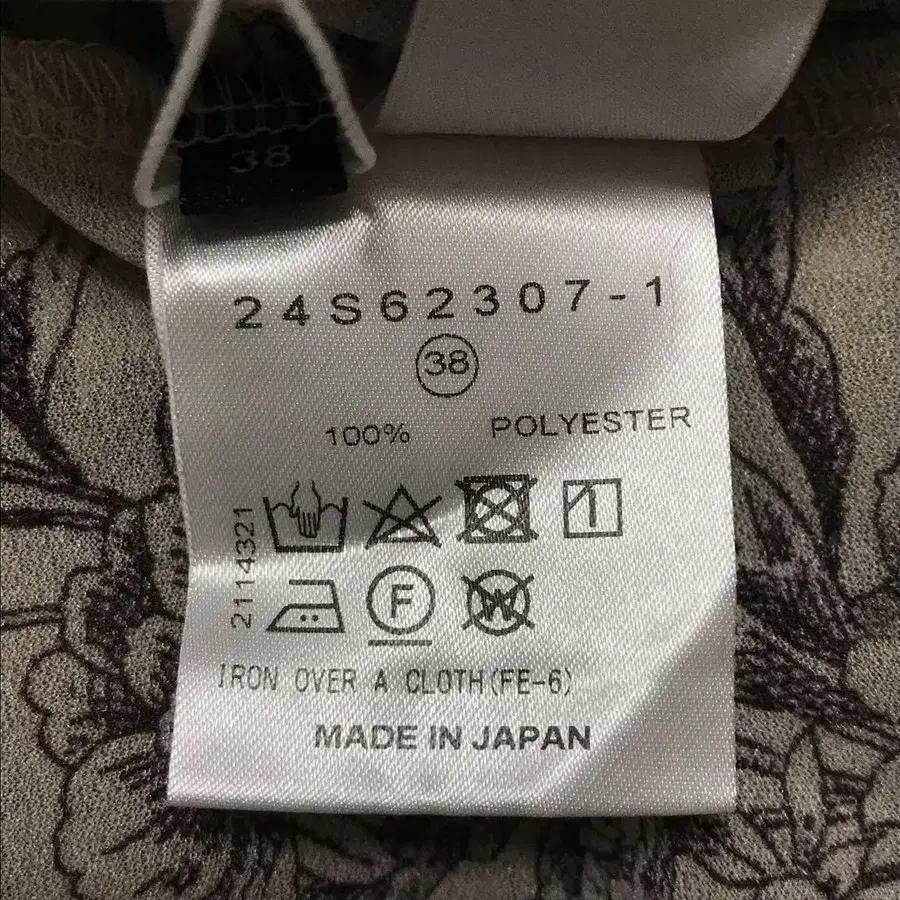 38
24S62307-1
38
100% POLYESTER
2114321
F
W
IRON OVER A CLOTH(FE-6)
MADE IN JAPAN